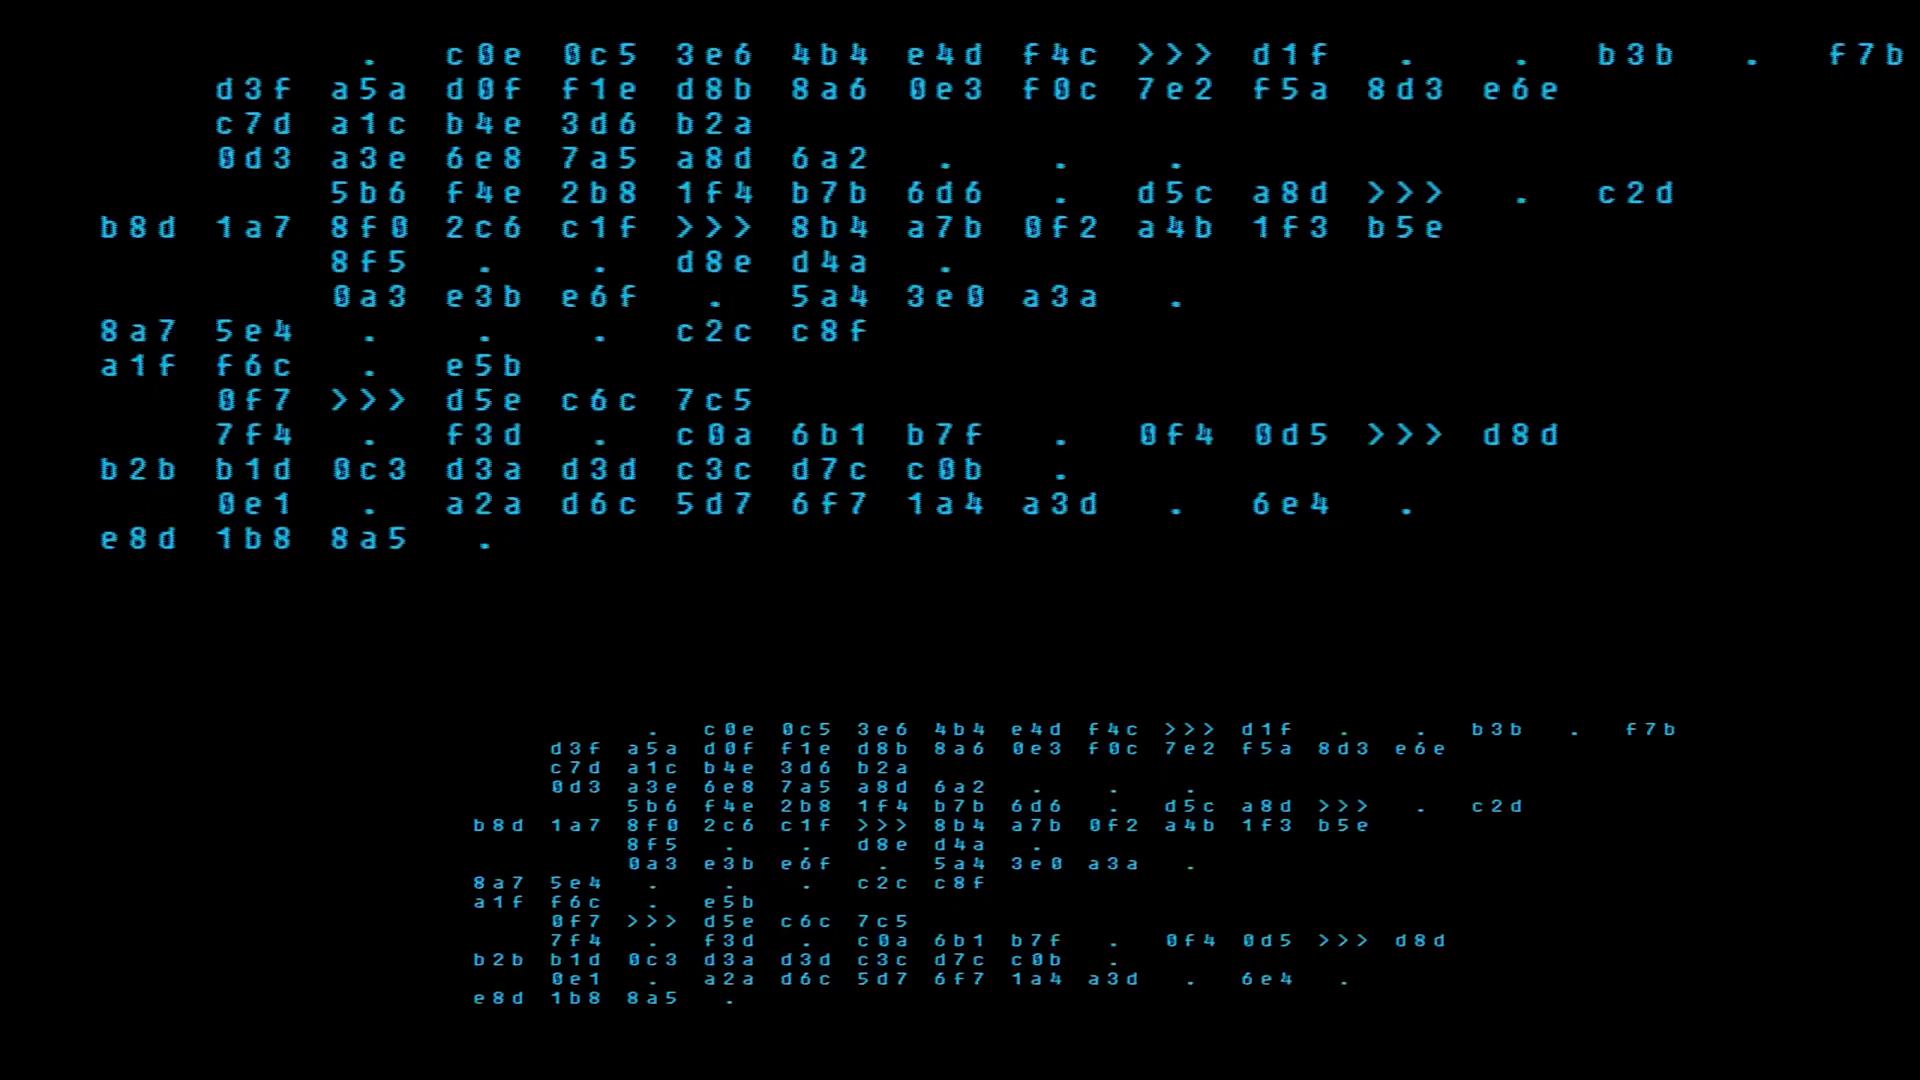 . c0e 0c5 3e6 4b4 e4d f4c >>> d1f . . b3b . f7b
d3f a5a d0f f1e d8b 8a6 0e3 f0c 7e2 f5a 8d3 e6e
c7d a1c b4e 3d6 b2a
0d3 a3e 6e8 7a5 a8d 6a2 . . .
5b6 f4e 2b8 1f4 b7b 6d6 . d5c a8d >>> . c2d
b8d 1a7 8f0 2c6 c1f >>> 8b4 a7b 0f2 a4b 1f3 b5e
8f5 . . d8e d4a .
0a3 e3b e6f . 5a4 3e0 a3a .
8a7 5e4 . . . c2c c8f
a1f f6c . e5b
0f7 >>> d5e c6c 7c5
7f4 . f3d . c0a 6b1 b7f . 0f4 0d5 >>> d8d
b2b b1d 0c3 d3a d3d c3c d7c c0b .
0e1 . a2a d6c 5d7 6f7 1a4 a3d . 6e4 .
e8d 1b8 8a5 .
. c0e 0c5 3e6 4b4 e4d f4c >>> d1f . . b3b . f7b
d3f a5a d0f f1e d8b 8a6 0e3 f0c 7e2 f5a 8d3 e6e
c7d a1c b4e 3d6 b2a
0d3 a3e 6e8 7a5 a8d 6a2 . . .
5b6 f4e 2b8 1f4 b7b 6d6 . d5c a8d >>> . c2d
b8d 1a7 8f0 2c6 c1f >>> 8b4 a7b 0f2 a4b 1f3 b5e
8f5 . . d8e d4a .
0a3 e3b e6f . 5a4 3e0 a3a .
8a7 5e4 . . . c2c c8f
a1f f6c . e5b
0f7 >>> d5e c6c 7c5
7f4 . f3d . c0a 6b1 b7f . 0f4 0d5 >>> d8d
b2b b1d 0c3 d3a d3d c3c d7c c0b .
0e1 . a2a d6c 5d7 6f7 1a4 a3d . 6e4 .
e8d 1b8 8a5 .